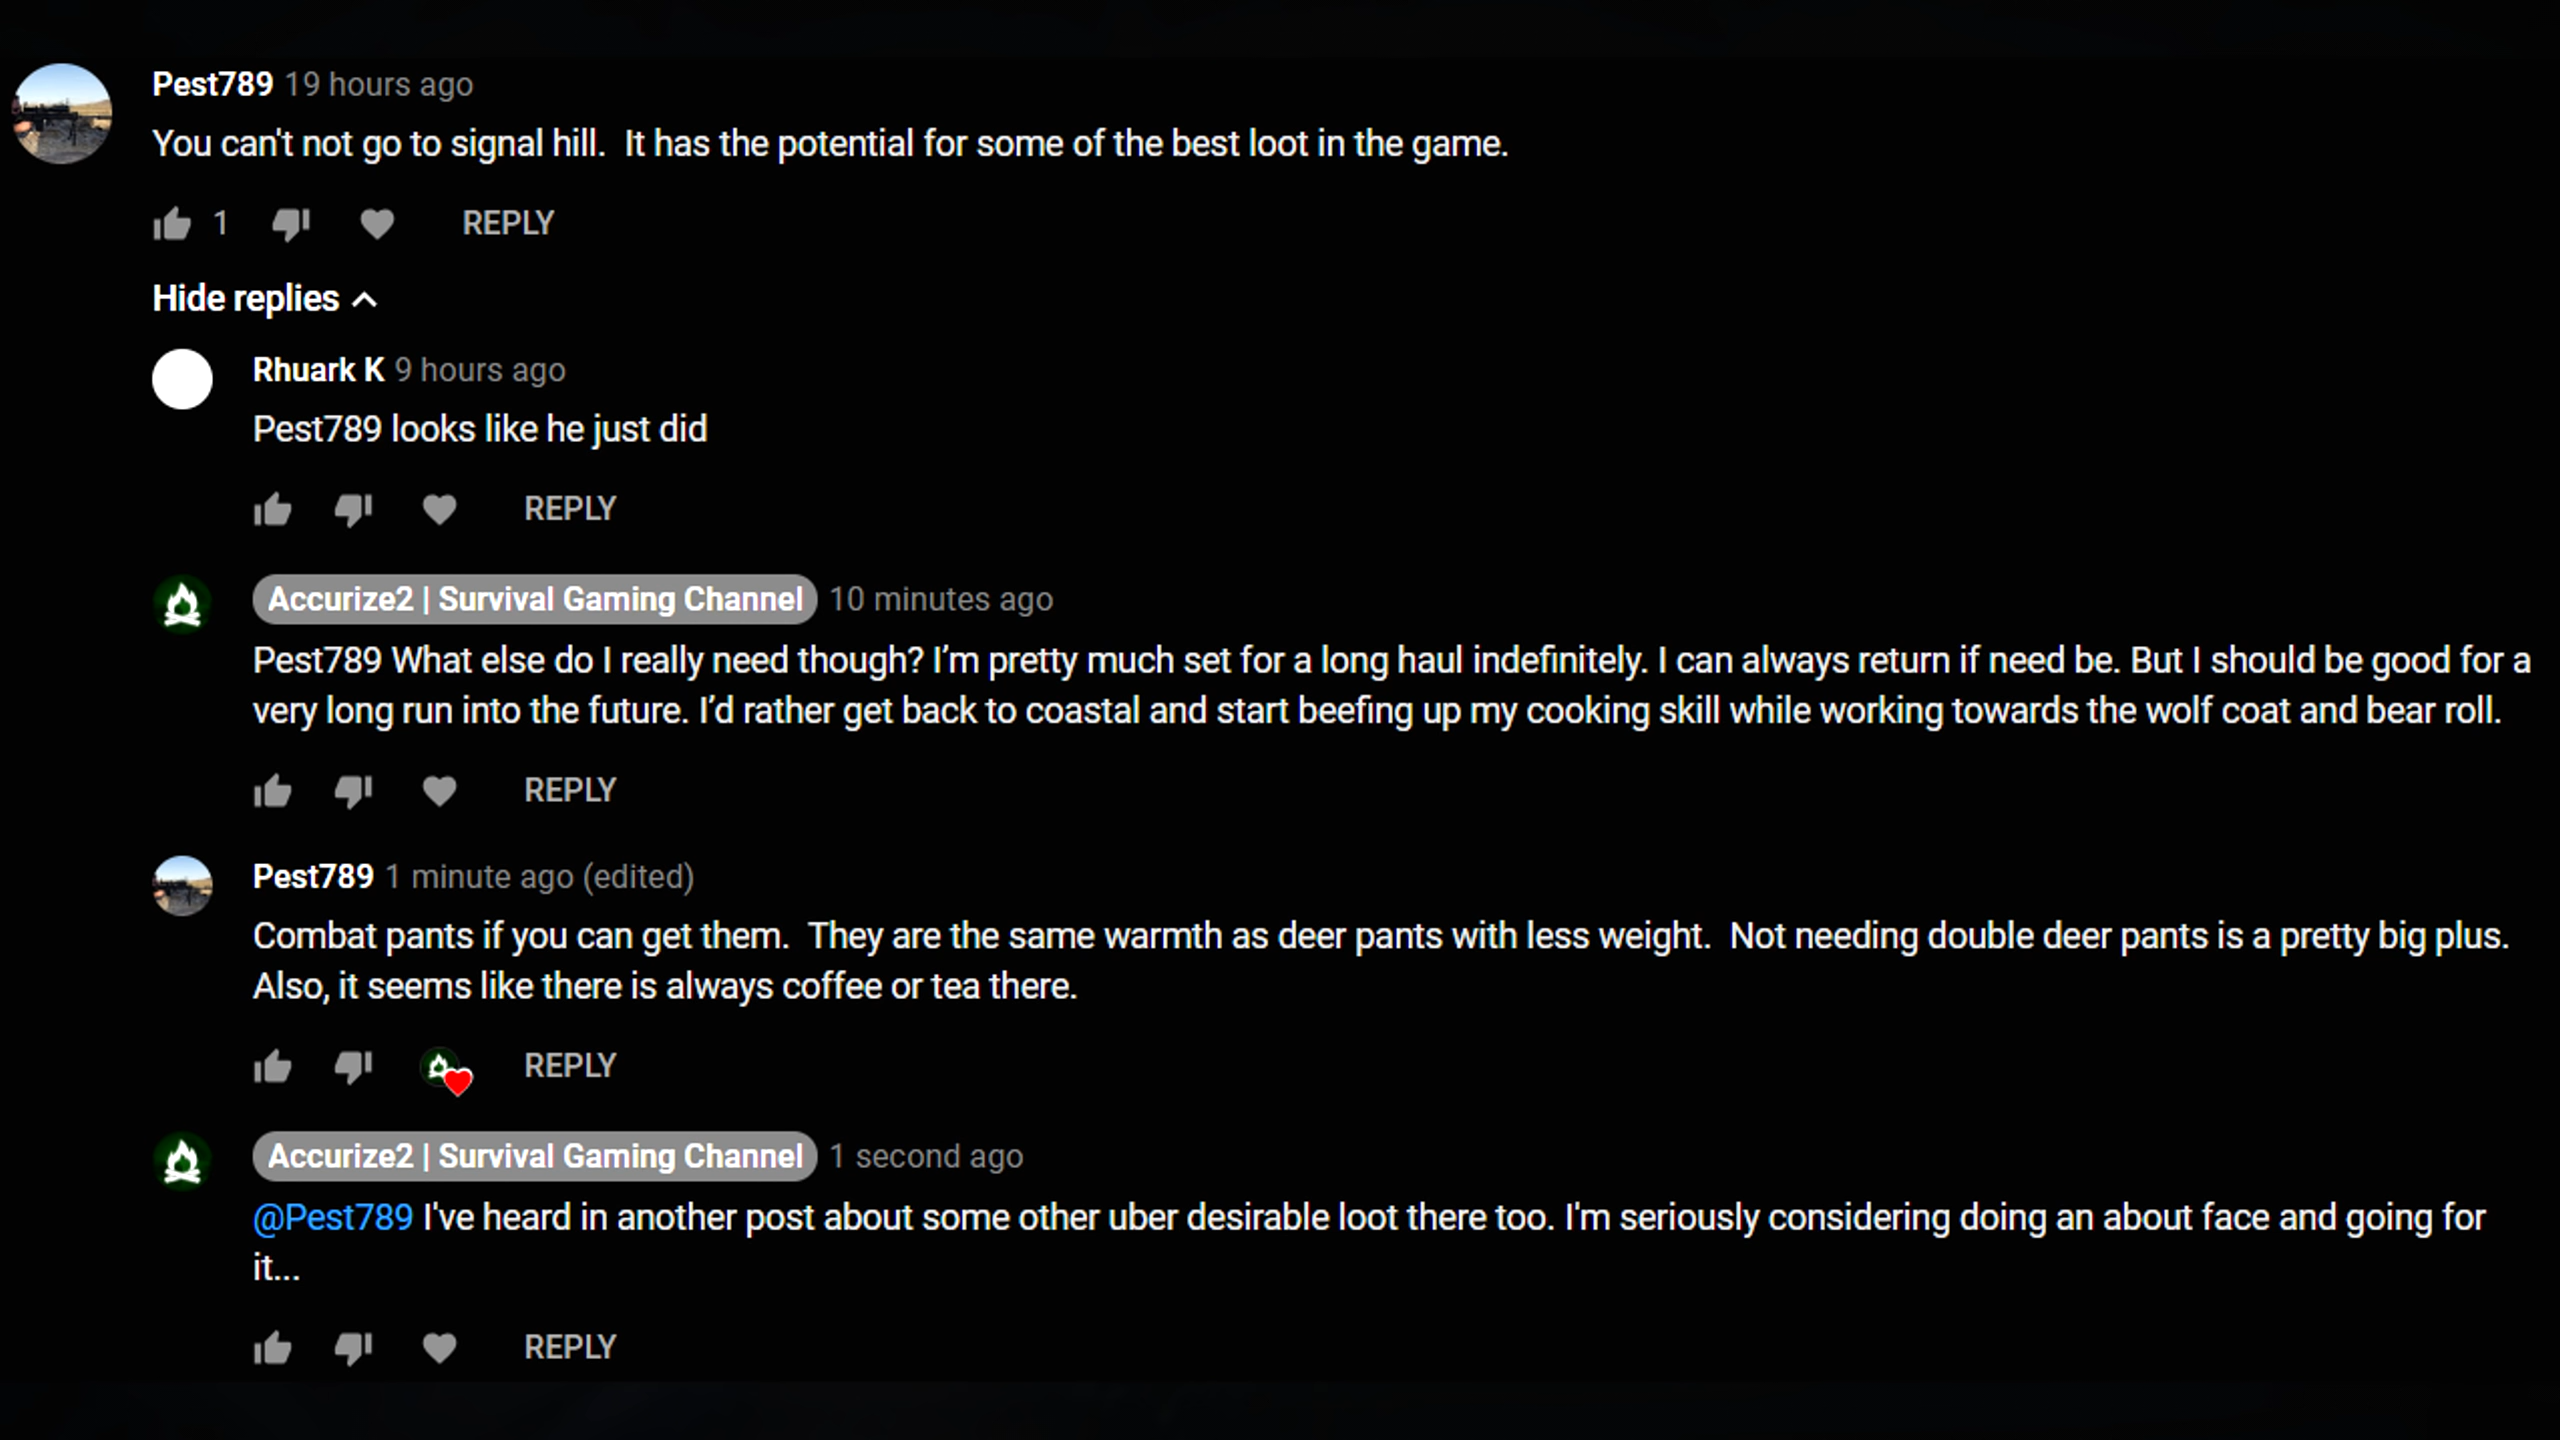 Pest789 19 hours ago
You can't not go to signal hill.  It has the potential for some of the best loot in the game.
1 REPLY
Hide replies
Rhuark K 9 hours ago
Pest789 looks like he just did
REPLY
Accurize2 | Survival Gaming Channel 10 minutes ago
Pest789 What else do I really need though? I’m pretty much set for a long haul indefinitely. I can always return if need be. But I should be good for a
very long run into the future. I’d rather get back to coastal and start beefing up my cooking skill while working towards the wolf coat and bear roll.
REPLY
Pest789 1 minute ago (edited)
Combat pants if you can get them.  They are the same warmth as deer pants with less weight.  Not needing double deer pants is a pretty big plus.
Also, it seems like there is always coffee or tea there.
REPLY
Accurize2 | Survival Gaming Channel 1 second ago
@Pest789 I've heard in another post about some other uber desirable loot there too. I'm seriously considering doing an about face and going for
it...
REPLY